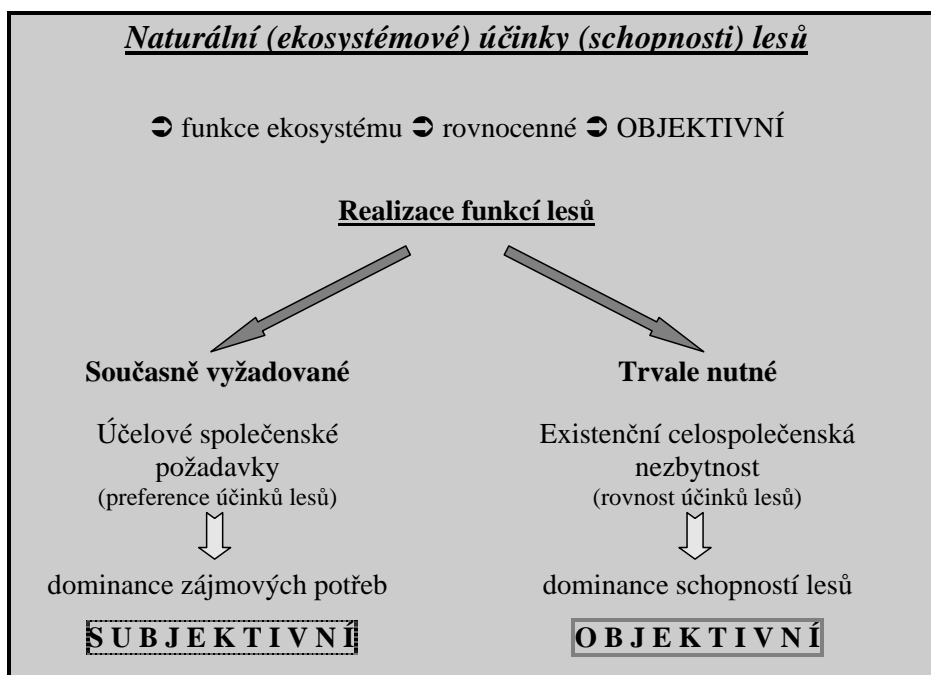 Naturální (ekosystémové) účinky (schopnosti) lesů
➲ funkce ekosystému ➲ rovnocenné ➲ OBJEKTIVNÍ
Realizace funkcí lesů
Současně vyžadované
Účelové společenské
požadavky
(preference účinků lesů)
dominance zájmových potřeb
S U B J E K T I V N Í
Trvale nutné
Existenční celospolečenská
nezbytnost
(rovnost účinků lesů)
dominance schopností lesů
O B J E K T I V N Í